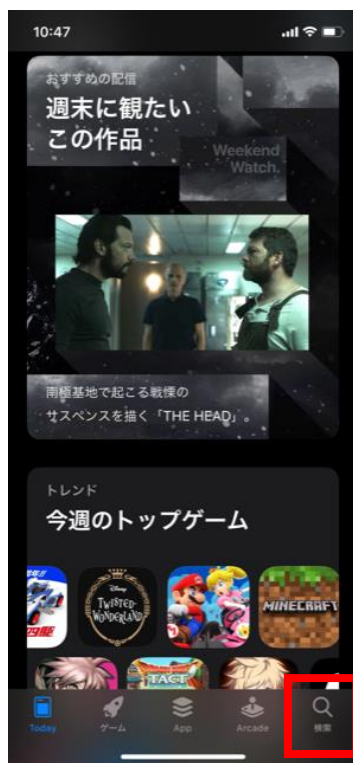 10:47
おすすめの配信
週末に観たい
この作品
Weekend
Watch.
南極基地で起こる戦慄の
サスペンスを描く「THE HEAD」。
トレンド
今週のトップゲーム
Disney
TWISTED-
WONDERLAND
MINECRAFT
TACT
Today
ゲーム
App
Arcade
検索